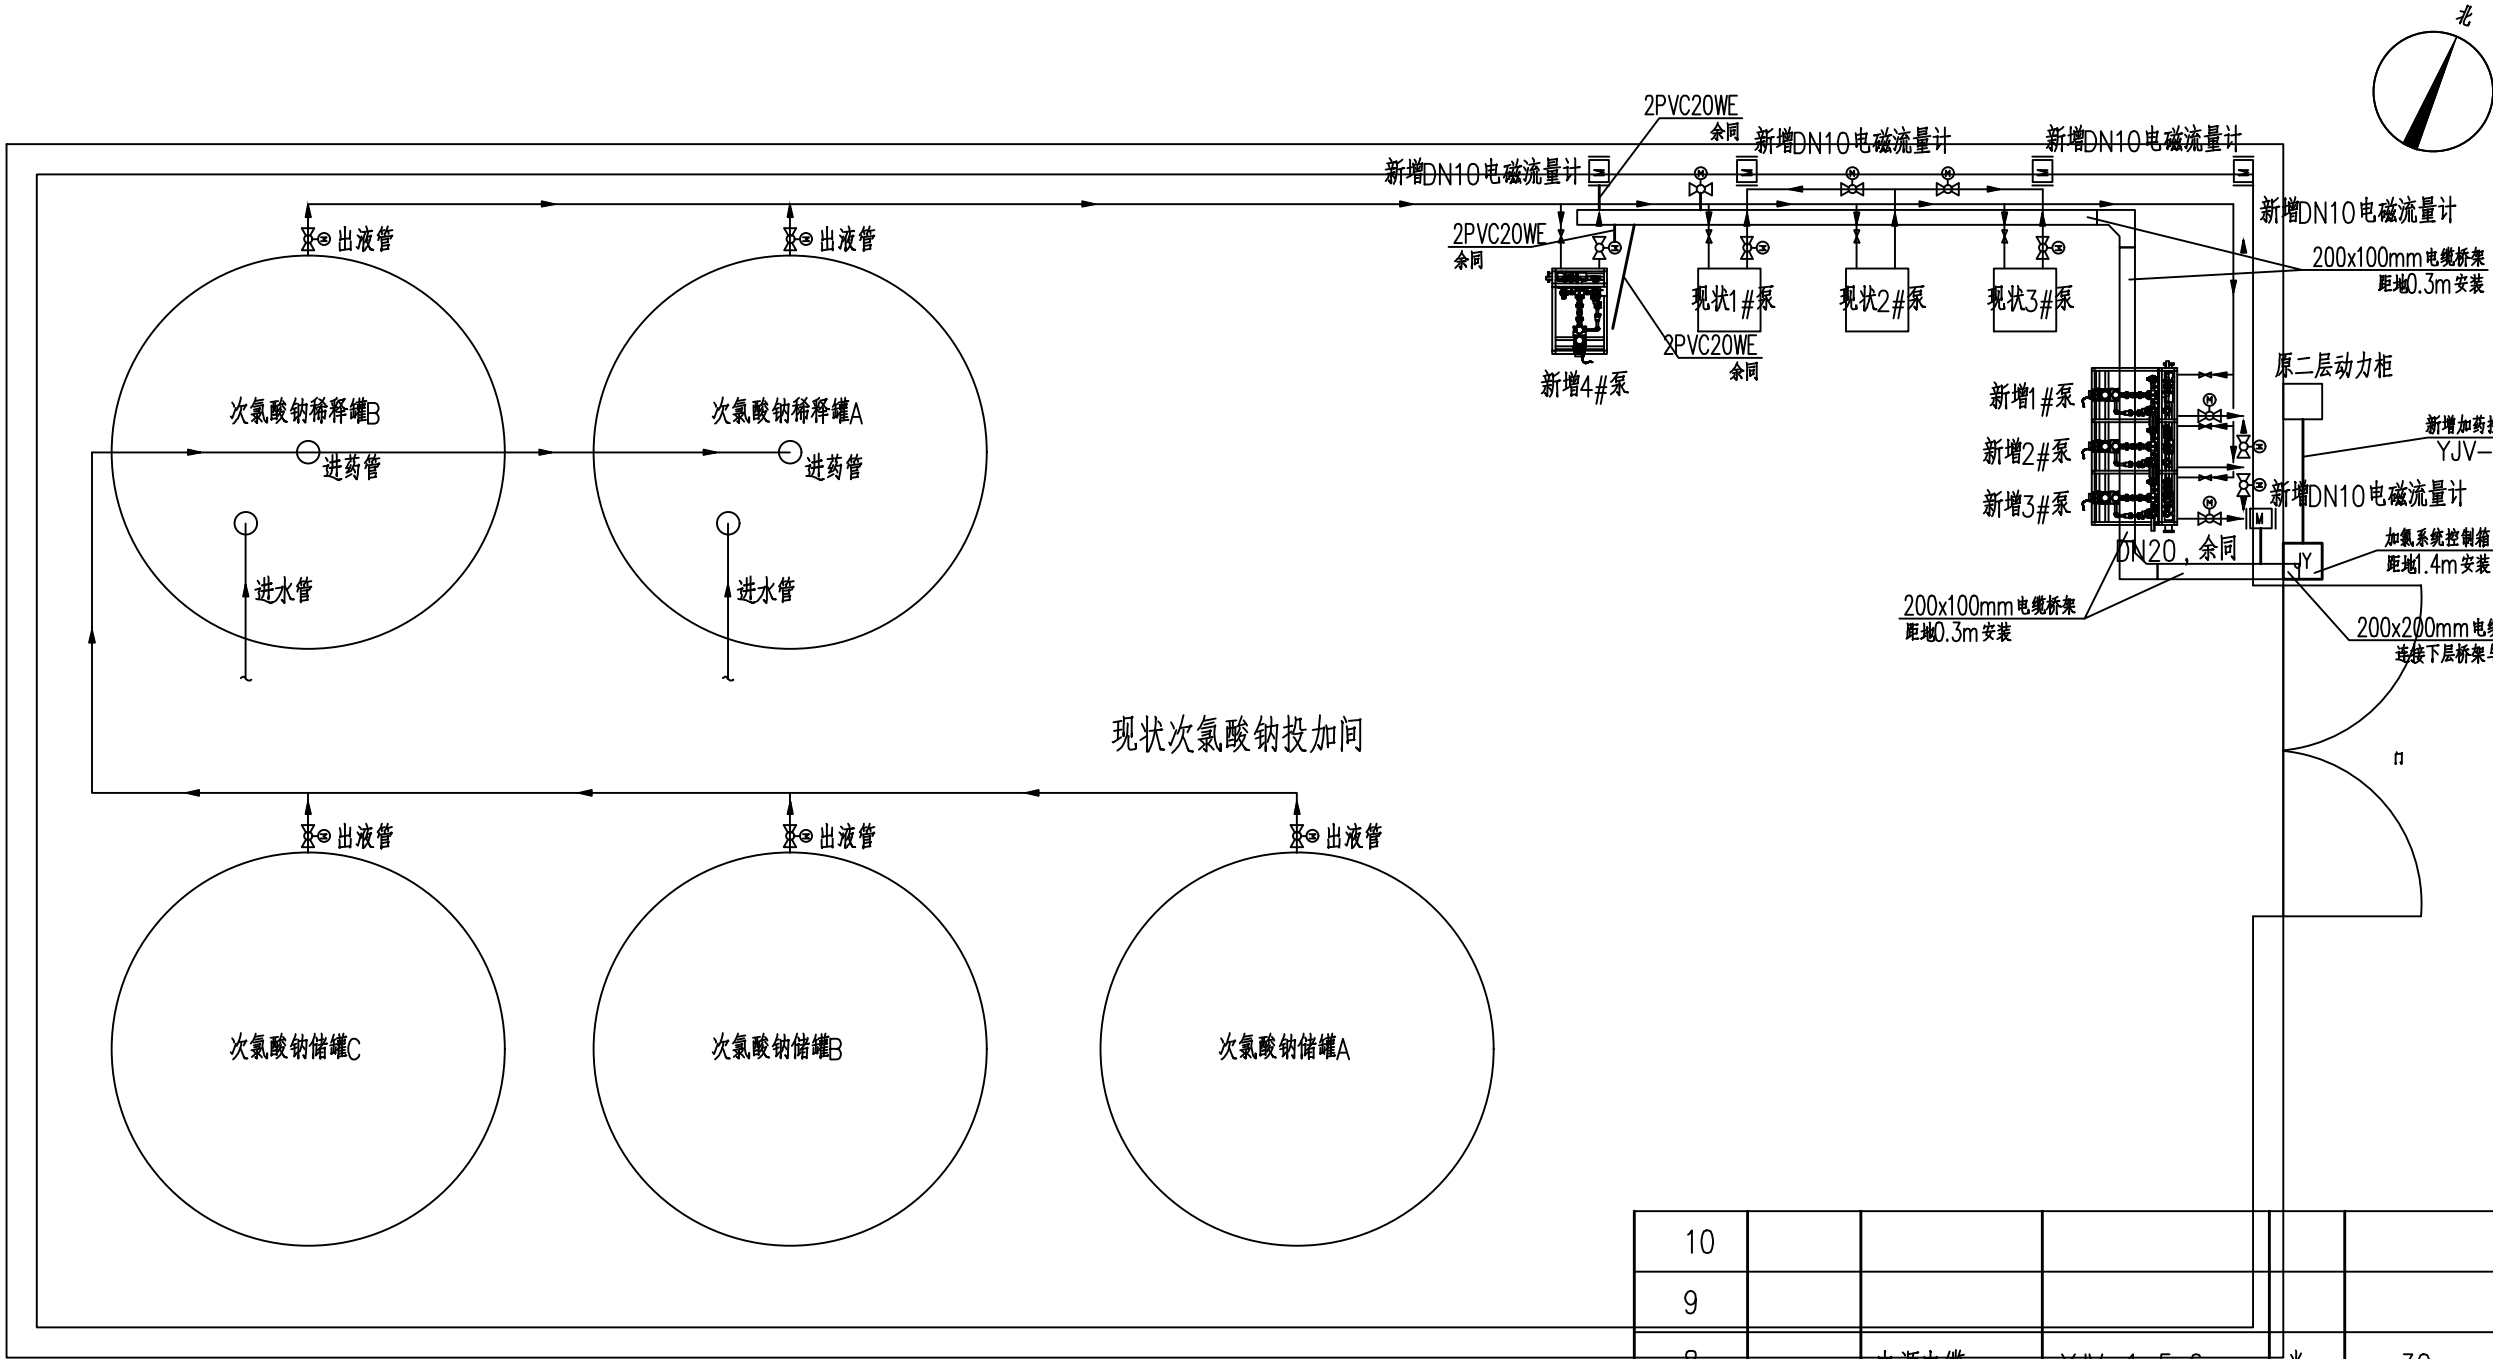 北
2PVC20WE
余同
新增DN10电磁流量计
新增DN10电磁流量计
新增DN10电磁流量计
新增DN10电磁流量计
出液管
出液管
2PVC20WE
余同
200x100mm电缆桥架
距地0.3m安装
现状1#泵
现状2#泵
现状3#泵
2PVC20WE
余同
新增4#泵
原二层动力柜
新增1#泵
新增2#泵
新增3#泵
新增加药
YJV-
次氯酸钠稀释罐B
次氯酸钠稀释罐A
进药管
进药管
新增DN10电磁流量计
M
DN20，余同
JY
加氯系统控制箱
距地1.4m安装
进水管
进水管
200x100mm电缆桥架
距地0.3m安装
200x200mm电缆
连接下层桥架
现状次氯酸钠投加间
门
出液管
出液管
出液管
次氯酸钠储罐C
次氯酸钠储罐B
次氯酸钠储罐A
10
9